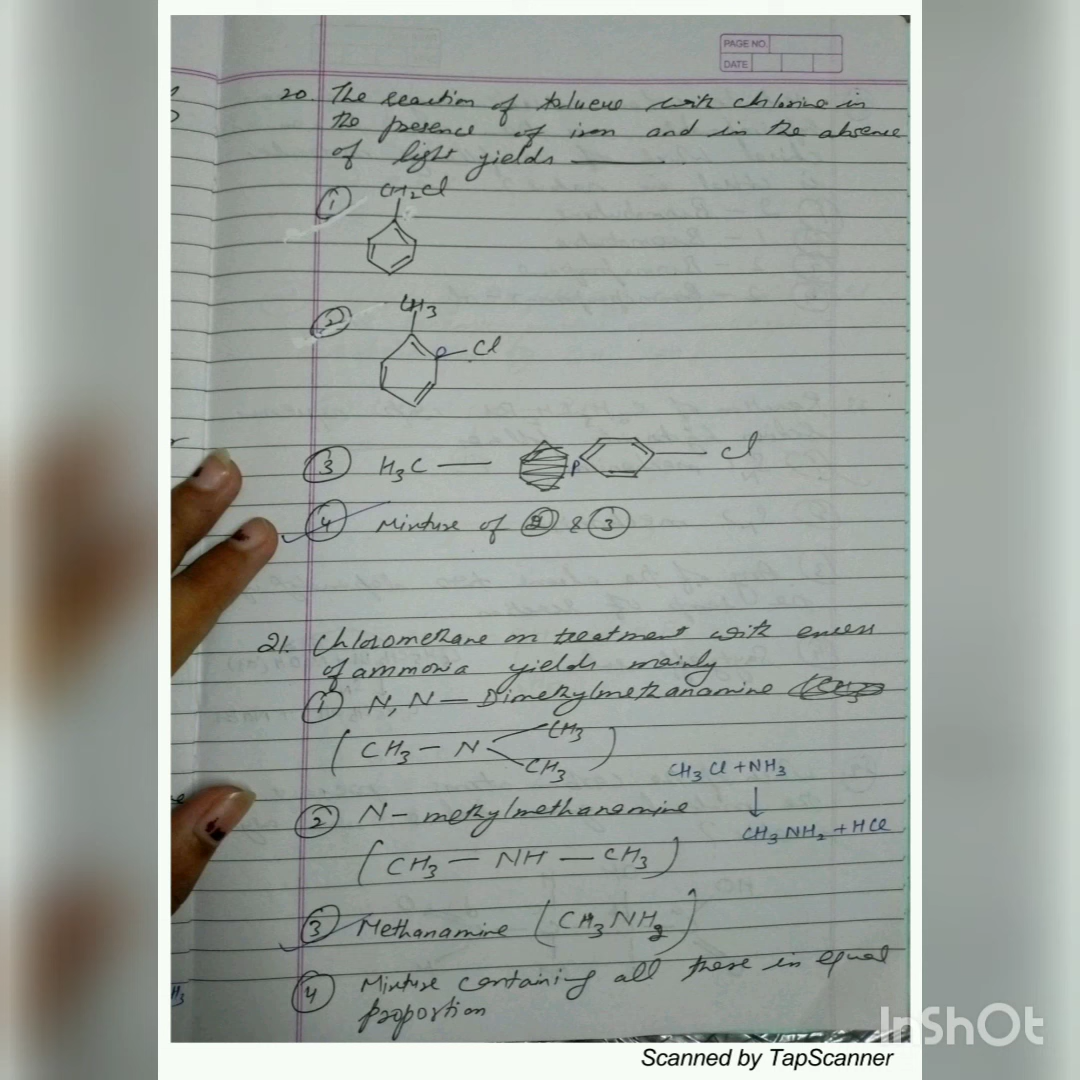 PAGE NO.
DATE
20. The reaction of toluene with chlorine in
the presence of iron and in the absence
of light yields ______
① CH₂Cl
② CH₃
Cl
③ H₃C — P — Cl
④ Mixture of ② & ③
21. Chloromethane on treatment with excess
of ammonia yields mainly
① N, N — Dimethylmethanamine
( CH₃ — N CH₃ CH₃ )
CH₃ Cl + NH₃
↓
CH₃ NH₂ + HCl
② N — methylmethanamine
( CH₃ — NH — CH₃ )
③ Methanamine ( CH₃NH₂ )
④ Mixture containing all these in equal
proportion
H₃
InShOt
Scanned by TapScanner